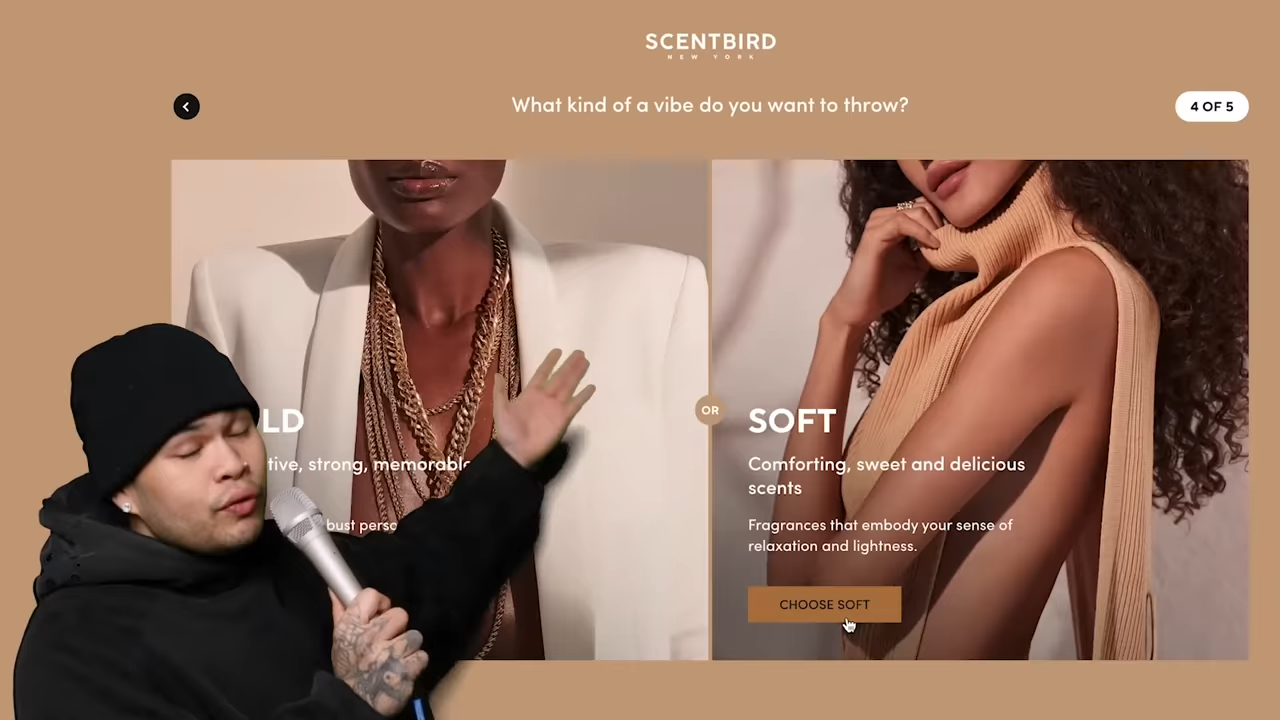 SCENTBIRD
NEW YORK
What kind of a vibe do you want to throw?
4 OF 5
LD
tive, strong, memorable
bust perso
OR
SOFT
Comforting, sweet and delicious
scents
Fragrances that embody your sense of
relaxation and lightness.
CHOOSE SOFT